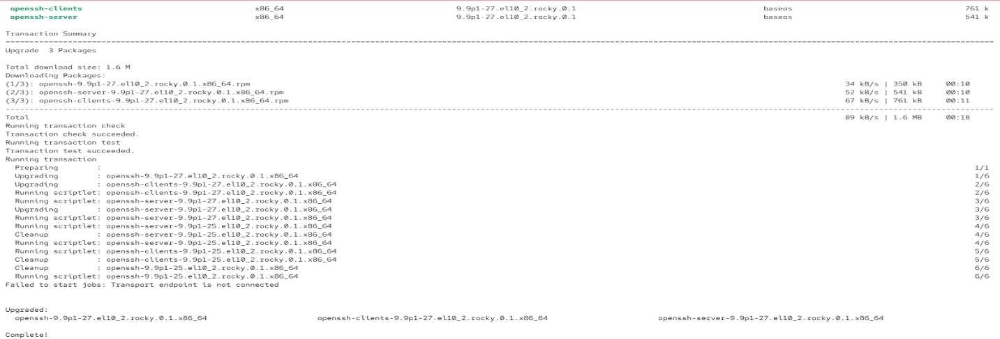 openssh-clients x86_64 9.9p1-27.el10_2.rocky.0.1 baseos 761 k
openssh-server x86_64 9.9p1-27.el10_2.rocky.0.1 baseos 541 k
Transaction Summary
================================================================================
Upgrade  3 Packages
Total download size: 1.6 M
Downloading Packages:
(1/3): openssh-9.9p1-27.el10_2.rocky.0.1.x86_64.rpm 34 kB/s | 350 kB 00:10
(2/3): openssh-server-9.9p1-27.el10_2.rocky.0.1.x86_64.rpm 52 kB/s | 541 kB 00:10
(3/3): openssh-clients-9.9p1-27.el10_2.rocky.0.1.x86_64.rpm 67 kB/s | 761 kB 00:11
--------------------------------------------------------------------------------
Total 89 kB/s | 1.6 MB 00:18
Running transaction check
Transaction check succeeded.
Running transaction test
Transaction test succeeded.
Running transaction
Preparing : 1/1
Upgrading : openssh-9.9p1-27.el10_2.rocky.0.1.x86_64 1/6
Upgrading : openssh-clients-9.9p1-27.el10_2.rocky.0.1.x86_64 2/6
Running scriptlet: openssh-clients-9.9p1-27.el10_2.rocky.0.1.x86_64 2/6
Running scriptlet: openssh-server-9.9p1-27.el10_2.rocky.0.1.x86_64 3/6
Upgrading : openssh-server-9.9p1-27.el10_2.rocky.0.1.x86_64 3/6
Running scriptlet: openssh-server-9.9p1-27.el10_2.rocky.0.1.x86_64 3/6
Running scriptlet: openssh-server-9.9p1-25.el10_2.rocky.0.1.x86_64 4/6
Cleanup : openssh-server-9.9p1-25.el10_2.rocky.0.1.x86_64 4/6
Running scriptlet: openssh-server-9.9p1-25.el10_2.rocky.0.1.x86_64 4/6
Running scriptlet: openssh-clients-9.9p1-25.el10_2.rocky.0.1.x86_64 5/6
Cleanup : openssh-clients-9.9p1-25.el10_2.rocky.0.1.x86_64 5/6
Cleanup : openssh-9.9p1-25.el10_2.rocky.0.1.x86_64 6/6
Running scriptlet: openssh-9.9p1-25.el10_2.rocky.0.1.x86_64 6/6
Failed to start jobs: Transport endpoint is not connected
Upgraded:
openssh-9.9p1-27.el10_2.rocky.0.1.x86_64 openssh-clients-9.9p1-27.el10_2.rocky.0.1.x86_64 openssh-server-9.9p1-27.el10_2.rocky.0.1.x86_64
Complete!